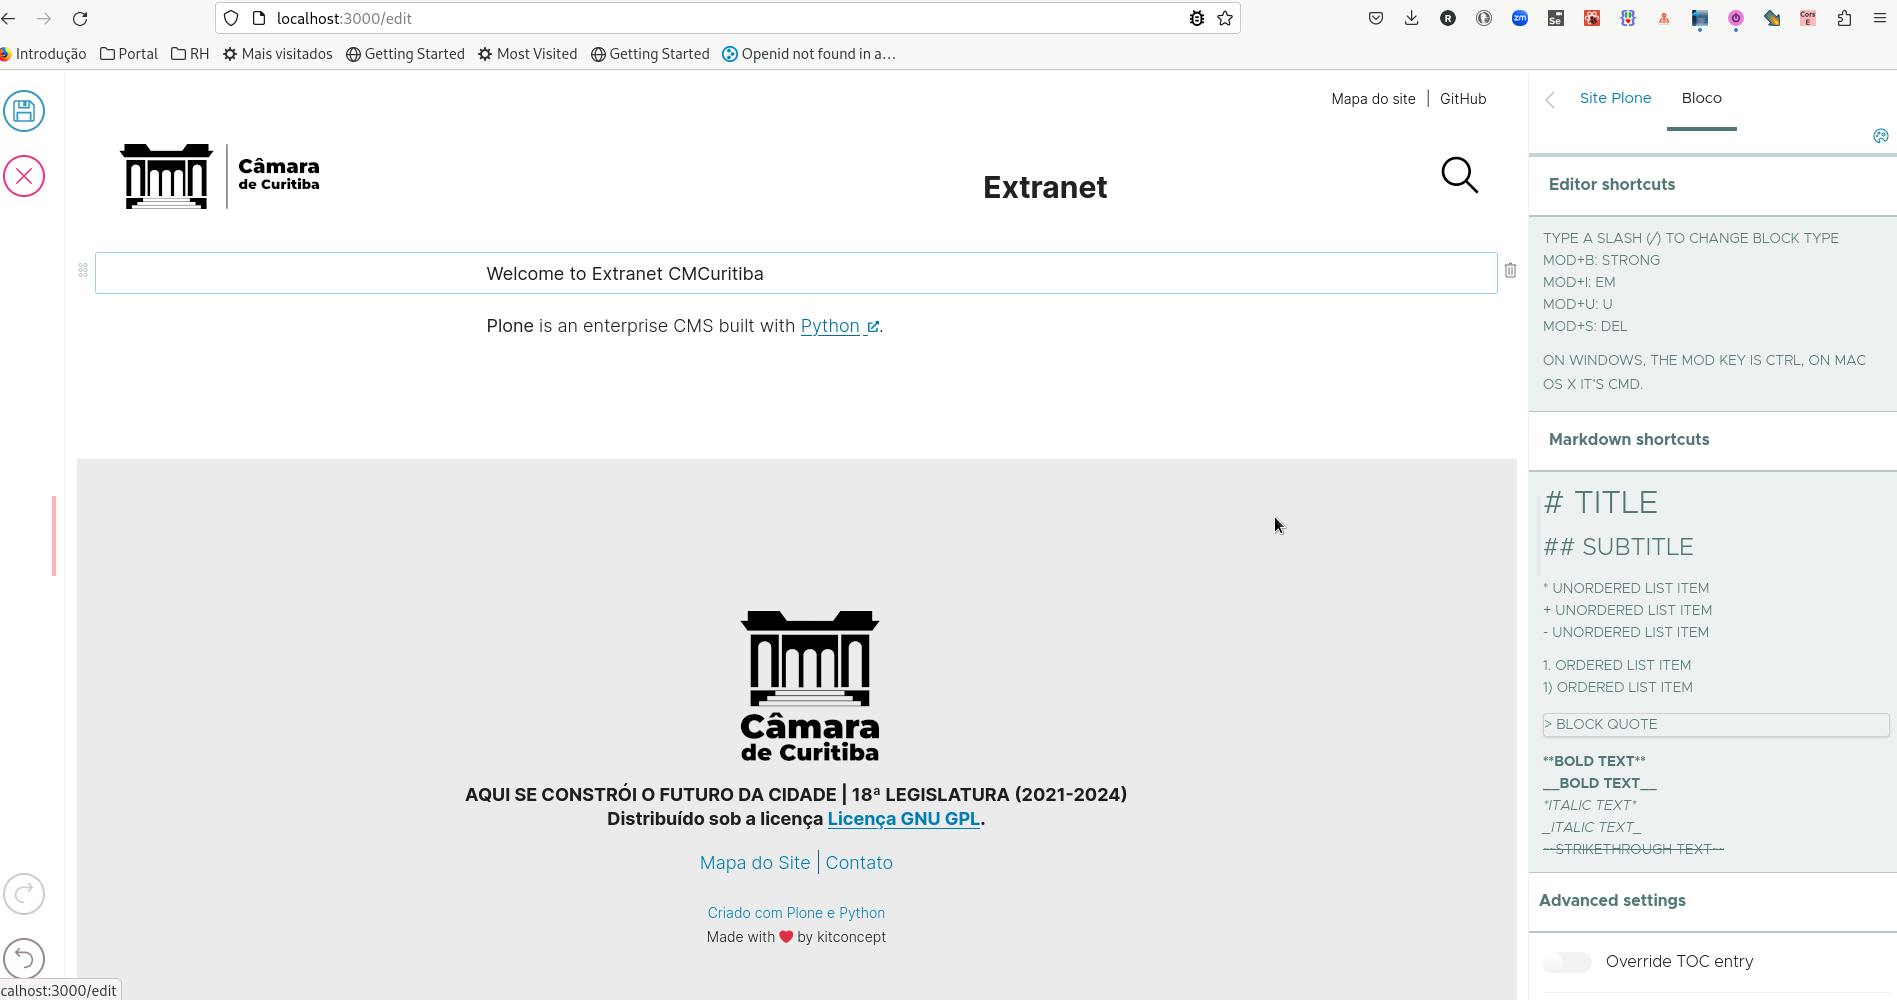 localhost:3000/edit
Introdução Portal RH Mais visitados Getting Started Most Visited Getting Started Openid not found in a…
Mapa do site | GitHub
Câmara
de Curitiba
Extranet
Welcome to Extranet CMCuritiba
Plone is an enterprise CMS built with Python.
Câmara
de Curitiba
AQUI SE CONSTRÓI O FUTURO DA CIDADE | 18ª LEGISLATURA (2021-2024)
Distribuído sob a licença Licença GNU GPL.
Mapa do Site | Contato
Criado com Plone e Python
Made with ❤ by kitconcept
calhost:3000/edit
Site Plone Bloco
Editor shortcuts
TYPE A SLASH (/) TO CHANGE BLOCK TYPE
MOD+B: STRONG
MOD+I: EM
MOD+U: U
MOD+S: DEL
ON WINDOWS, THE MOD KEY IS CTRL, ON MAC
OS X IT'S CMD.
Markdown shortcuts
# TITLE
## SUBTITLE
* UNORDERED LIST ITEM
+ UNORDERED LIST ITEM
- UNORDERED LIST ITEM
1. ORDERED LIST ITEM
1) ORDERED LIST ITEM
> BLOCK QUOTE
**BOLD TEXT**
__BOLD TEXT__
*ITALIC TEXT*
_ITALIC TEXT_
~~STRIKETHROUGH TEXT~~
Advanced settings
Override TOC entry